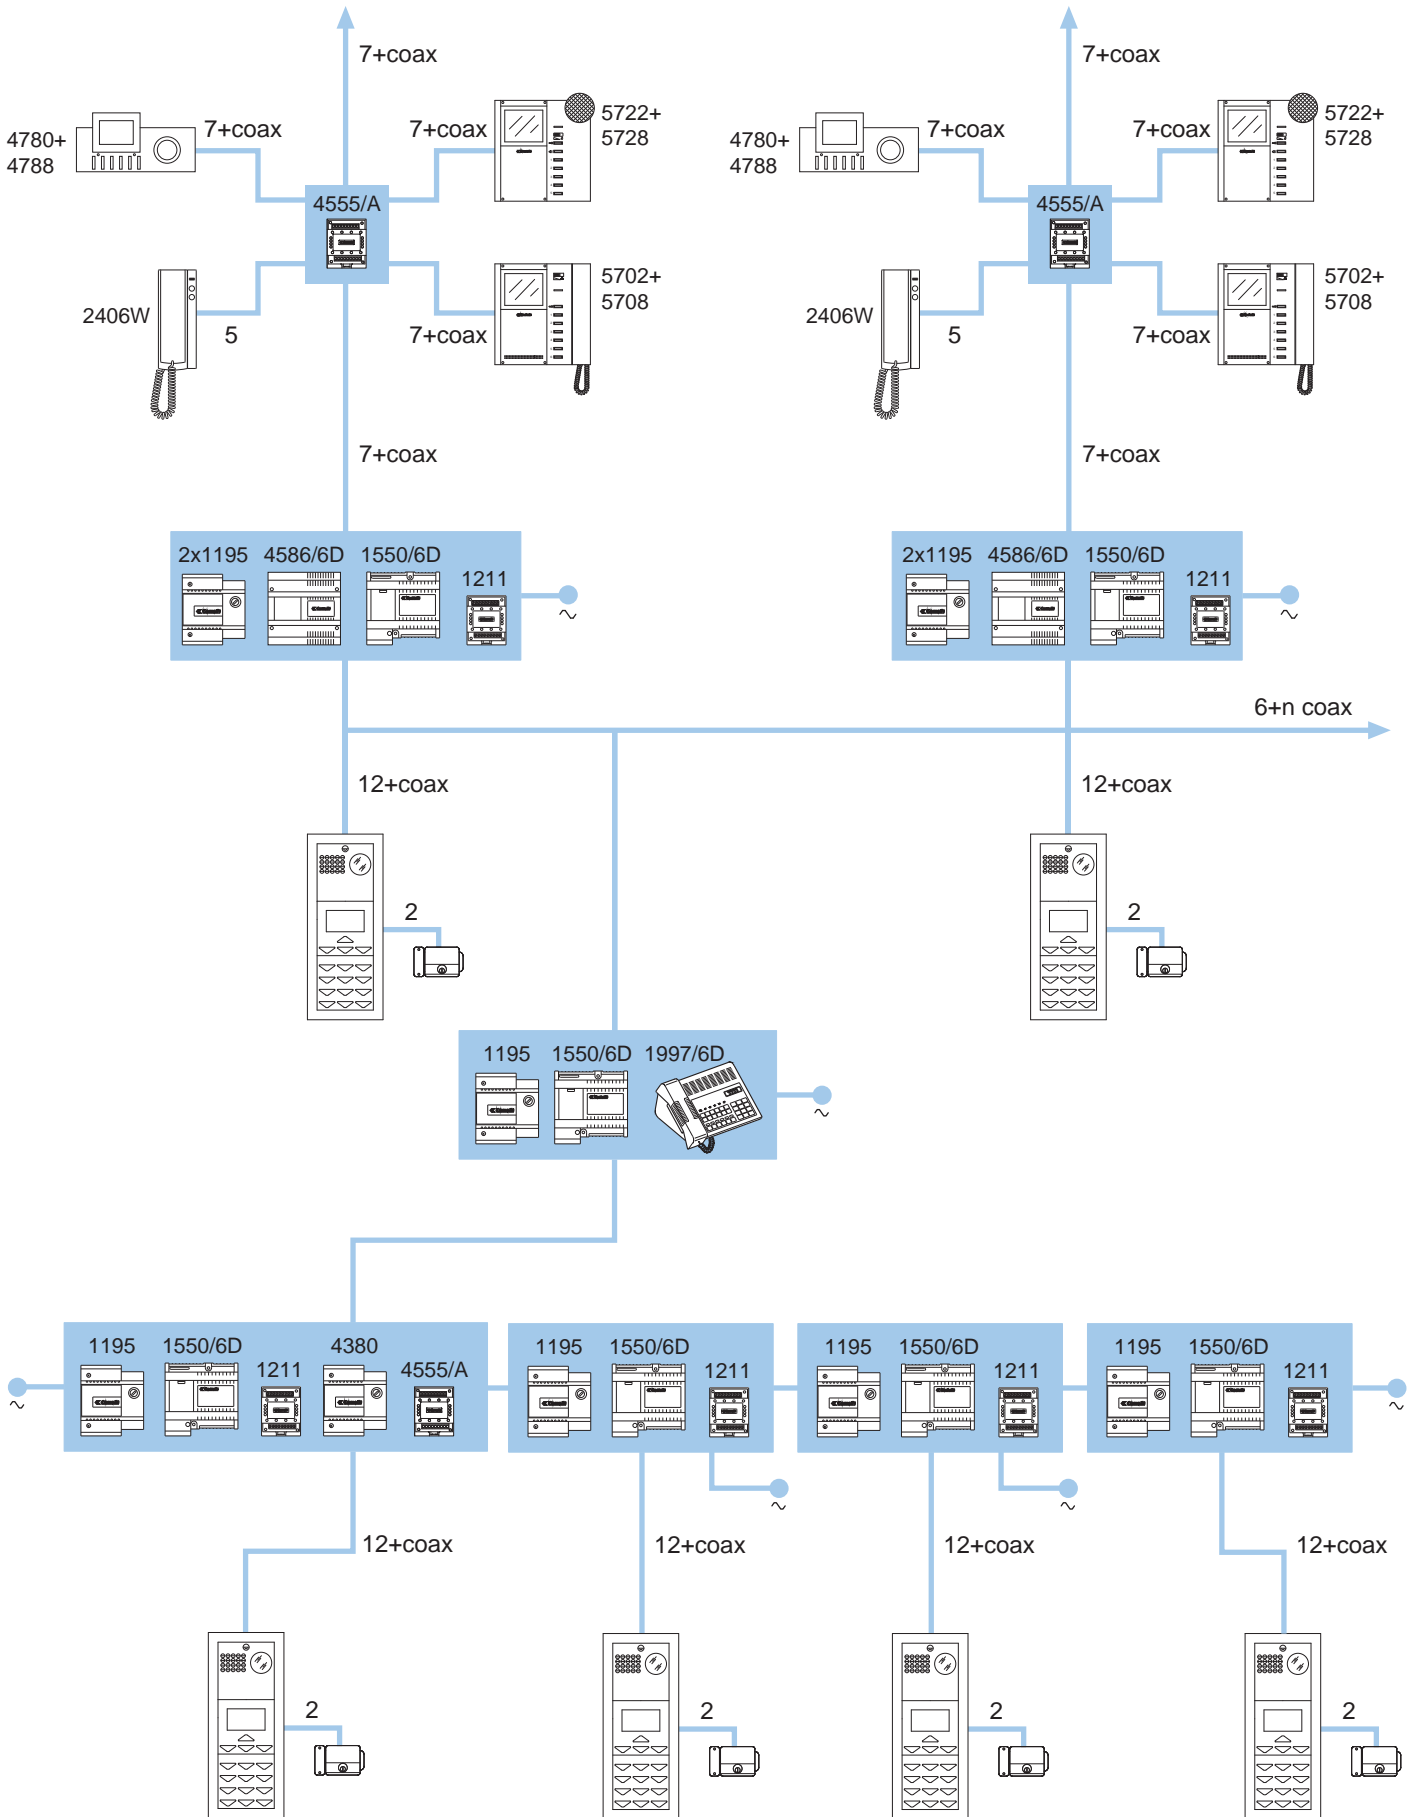 7+coax
7+coax
4780+
4788
7+coax
7+coax
5722+
5728
4780+
4788
7+coax
7+coax
5722+
5728
4555/A
4555/A
2406W
5
7+coax
5702+
5708
2406W
5
7+coax
5702+
5708
7+coax
7+coax
2x1195
4586/6D
1550/6D
1211
~
2x1195
4586/6D
1550/6D
1211
~
6+n coax
12+coax
12+coax
2
2
1195
1550/6D
1997/6D
~
1195
1550/6D
1211
4380
4555/A
~
1195
1550/6D
1211
~
1195
1550/6D
1211
~
1195
1550/6D
1211
~
12+coax
12+coax
12+coax
12+coax
2
2
2
2